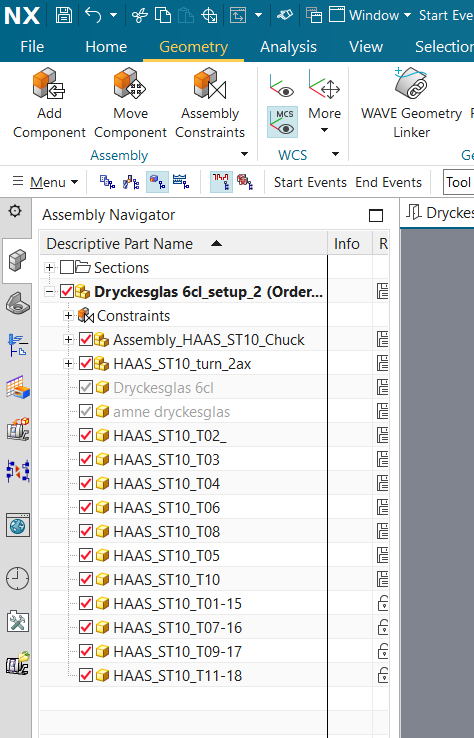 NX Window Start Eve
File Home Geometry Analysis View Selection
Add Component
Move Component
Assembly Constraints
MCS
More
WAVE Geometry Linker
Assembly WCS Ge
Menu Start Events End Events Tool
Assembly Navigator Dryckes
Descriptive Part Name Info R
Sections
Dryckesglas 6cl_setup_2 (Order...
Constraints
Assembly_HAAS_ST10_Chuck
HAAS_ST10_turn_2ax
Dryckesglas 6cl
amne dryckesglas
HAAS_ST10_T02_
HAAS_ST10_T03
HAAS_ST10_T04
HAAS_ST10_T06
HAAS_ST10_T08
HAAS_ST10_T05
HAAS_ST10_T10
HAAS_ST10_T01-15
HAAS_ST10_T07-16
HAAS_ST10_T09-17
HAAS_ST10_T11-18